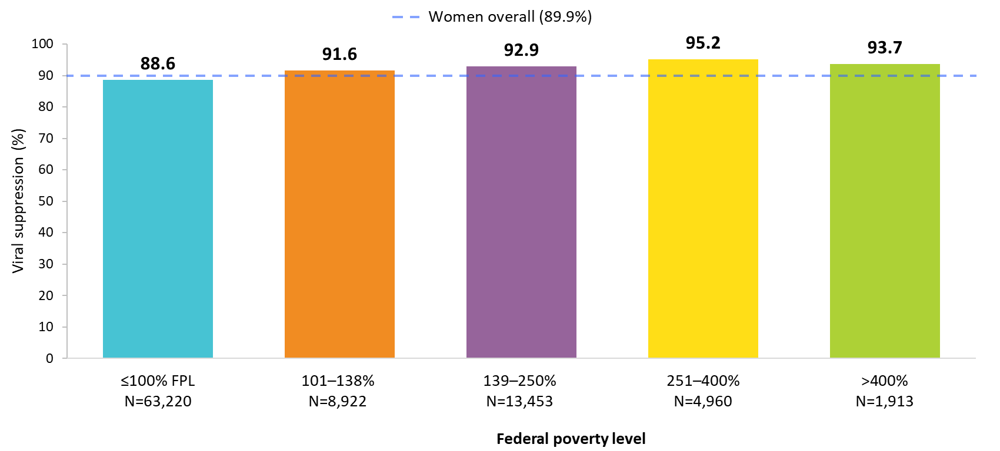 Women overall (89.9%)
Viral suppression (%)
100
90
80
70
60
50
40
30
20
10
0
88.6
91.6
92.9
95.2
93.7
≤100% FPL
N=63,220
101–138%
N=8,922
139–250%
N=13,453
251–400%
N=4,960
>400%
N=1,913
Federal poverty level